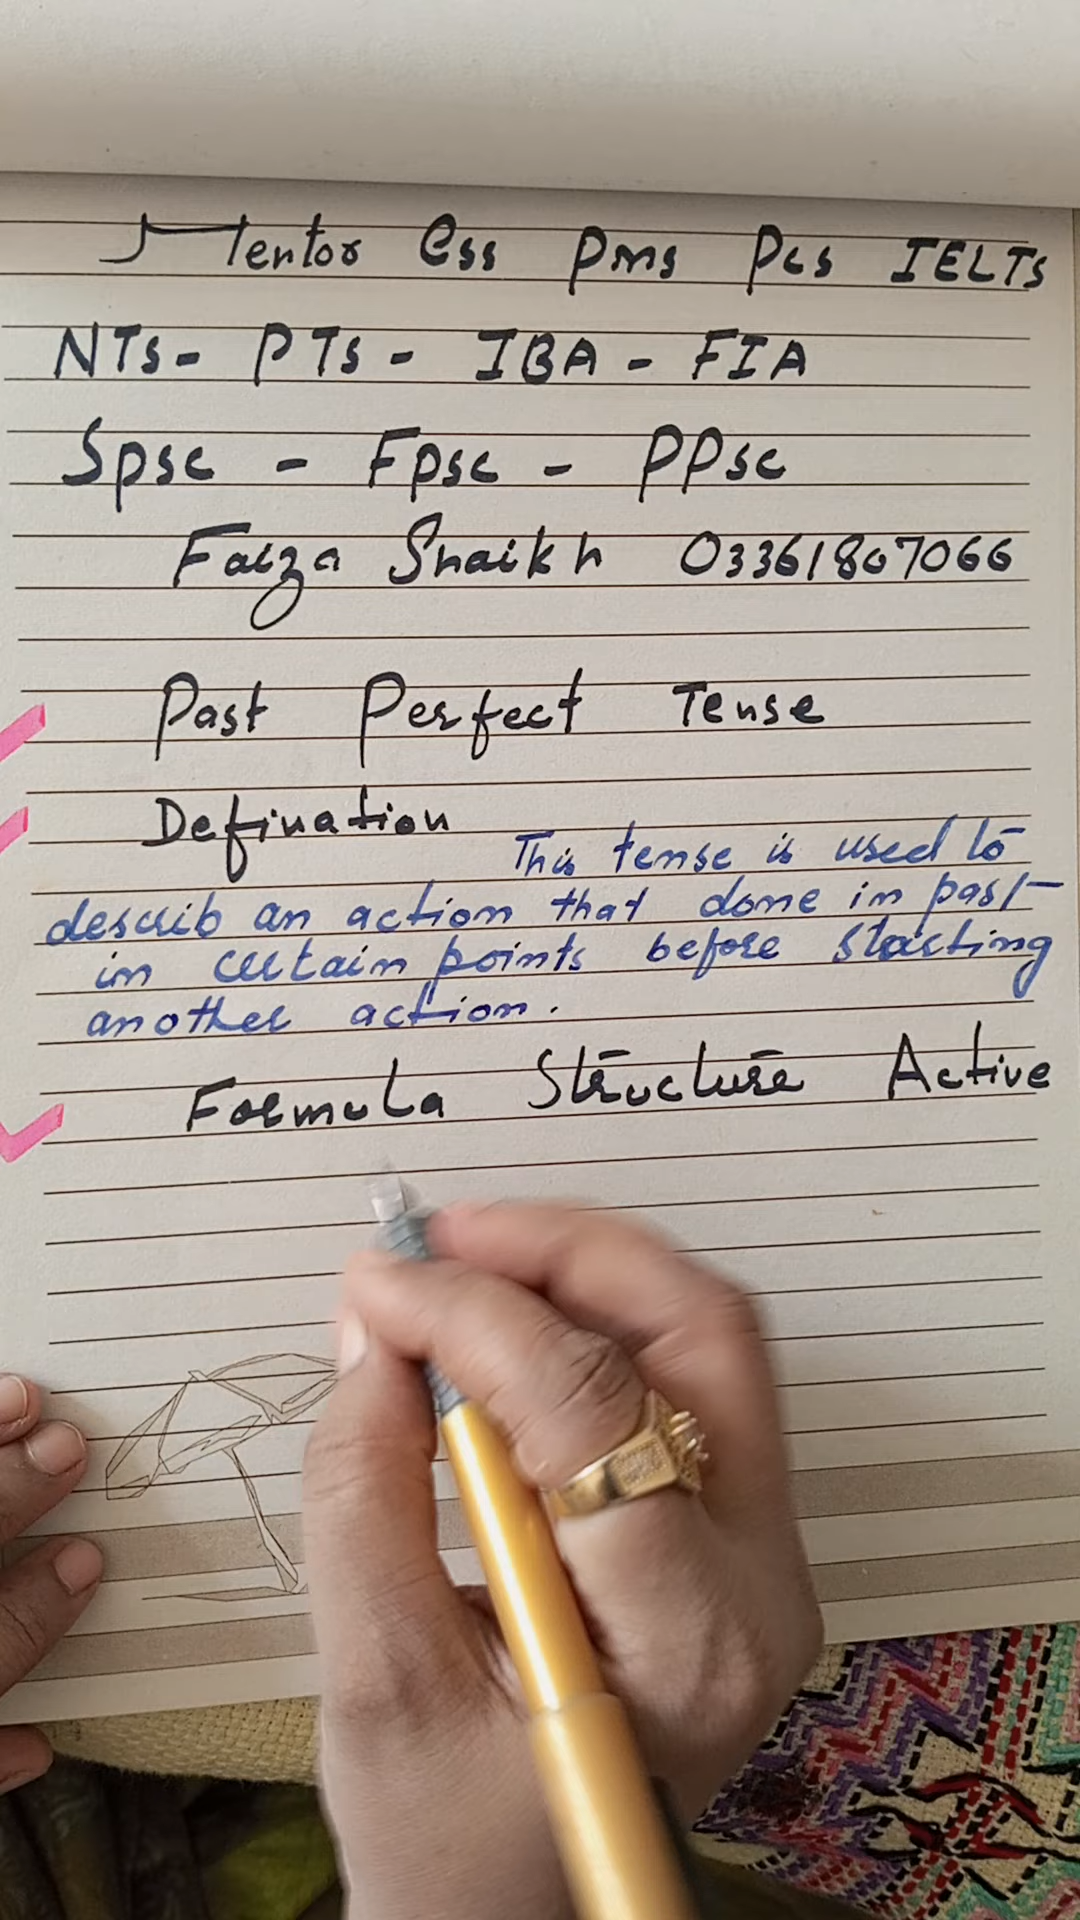 Mentor Css Pms Pcs IELTS
NTs- PTs - IBA - FIA
Spsc - Fpsc - PPsc
Faiza Shaikh 03361807066
Past Perfect Tense
Defination
This tense is used to
describ an action that done in past
in certain points before starting
another action.
Formula Structure Active